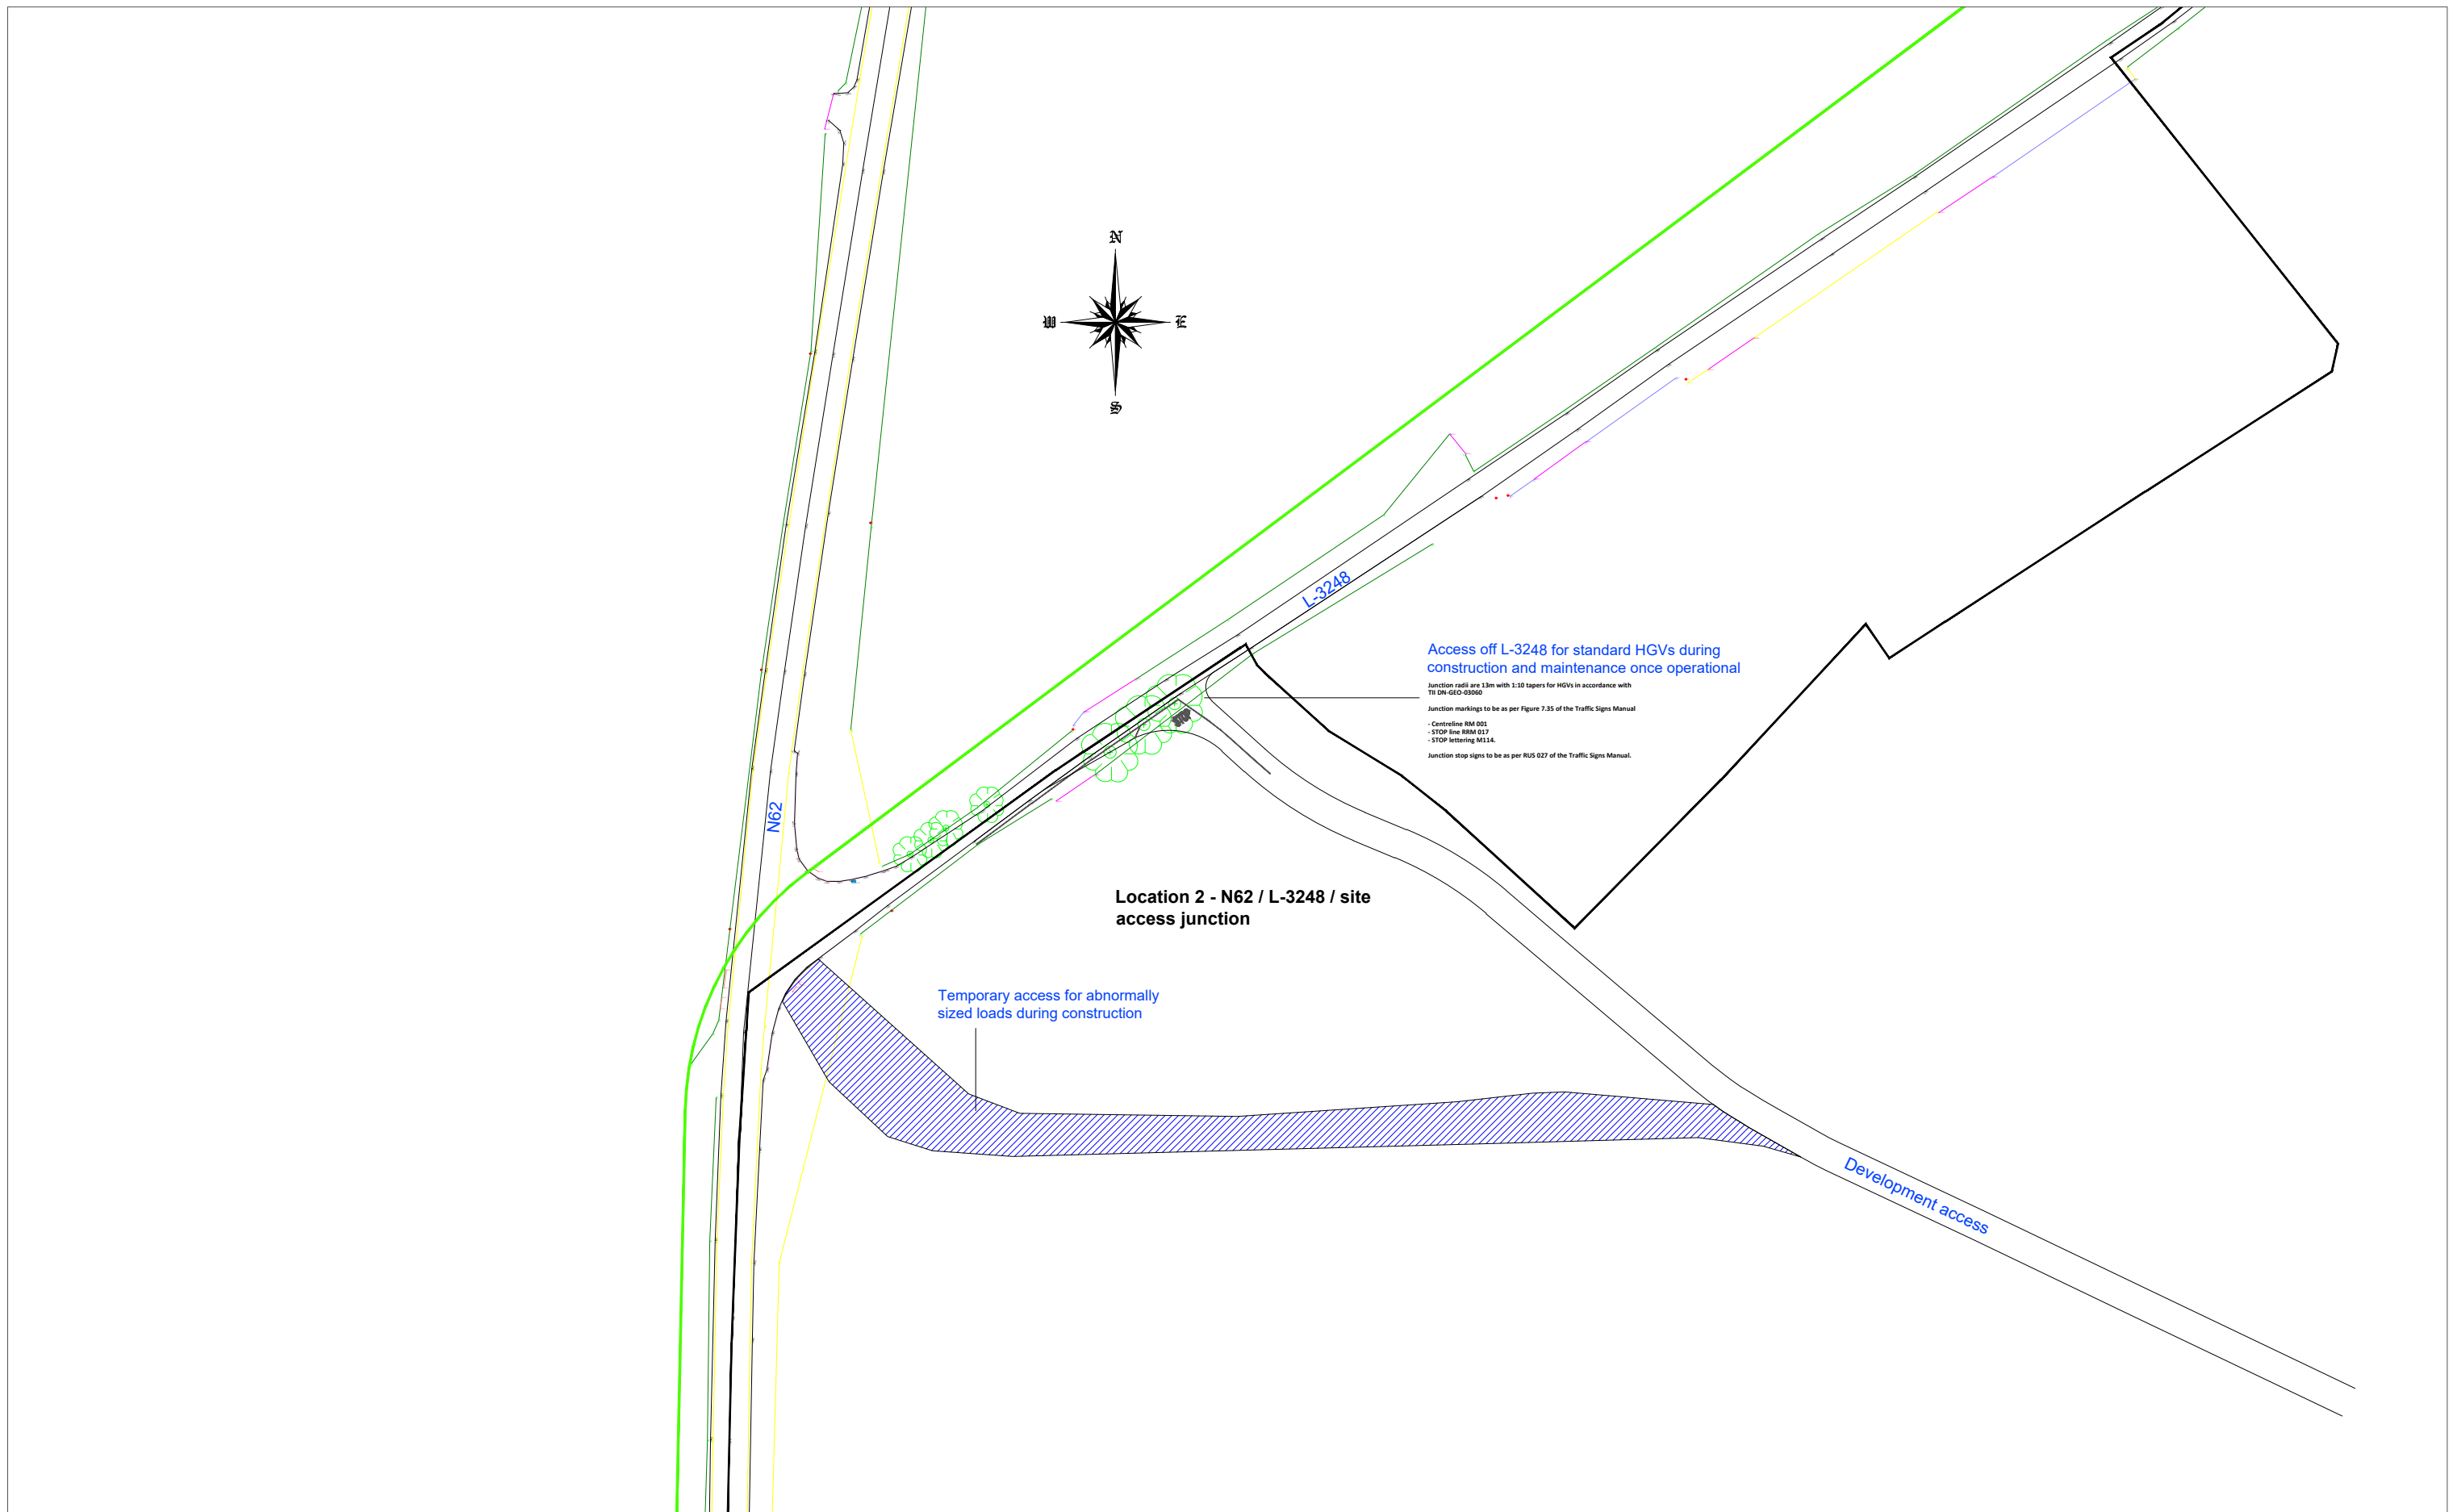 N
W
E
S
L-3248
Access off L-3248 for standard HGVs during
construction and maintenance once operational
Junction radii are 13m with 1:10 tapers for HGVs in accordance with
TII DN-GEO-03060
Junction markings to be as per Figure 7.35 of the Traffic Signs Manual
- Centreline RM 001
- STOP line RRM 017
- STOP lettering M114.
Junction stop signs to be as per RUS 027 of the Traffic Signs Manual.
STOP
N62
Location 2 - N62 / L-3248 / site
access junction
Temporary access for abnormally
sized loads during construction
Development access